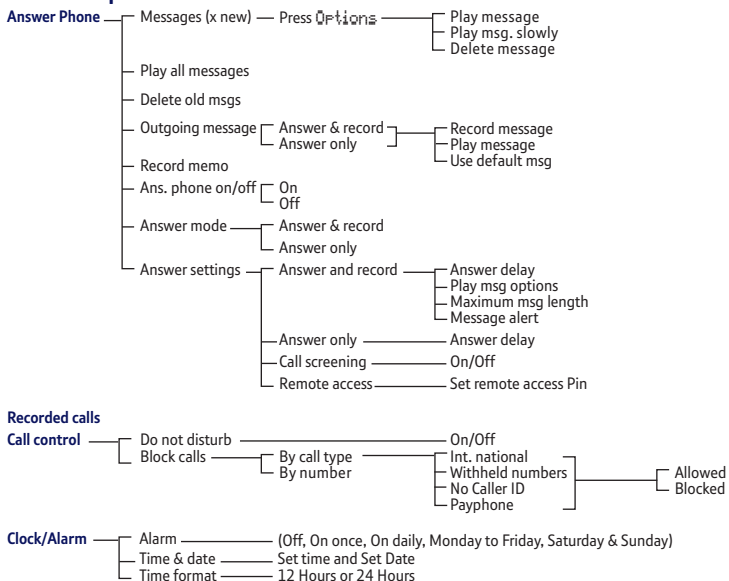 Answer Phone Messages (x new) Press Options Play message
Play msg. slowly
Delete message
Play all messages
Delete old msgs
Outgoing message Answer & record Record message
Answer only Play message
Use default msg
Record memo
Ans. phone on/off On
Off
Answer mode Answer & record
Answer only
Answer settings Answer and record Answer delay
Play msg options
Maximum msg length
Message alert
Answer only Answer delay
Call screening On/Off
Remote access Set remote access Pin
Recorded calls
Call control Do not disturb On/Off
Block calls By call type Int. national
By number Withheld numbers Allowed
No Caller ID Blocked
Payphone
Clock/Alarm Alarm (Off, On once, On daily, Monday to Friday, Saturday & Sunday)
Time & date Set time and Set Date
Time format 12 Hours or 24 Hours